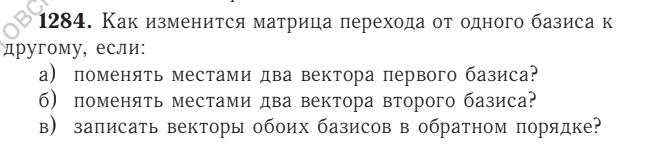 1284. Как изменится матрица перехода от одного базиса к
другому, если:
а) поменять местами два вектора первого базиса?
б) поменять местами два вектора второго базиса?
в) записать векторы обоих базисов в обратном порядке?